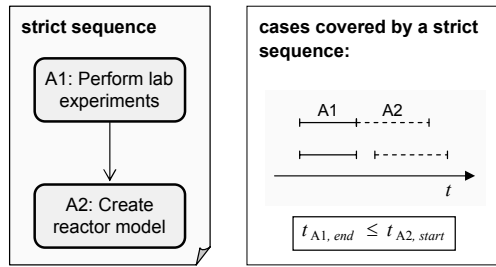 strict sequence
A1: Perform lab
experiments
A2: Create
reactor model
cases covered by a strict
sequence:
A1 A2
t
t A1, end ≤ t A2, start